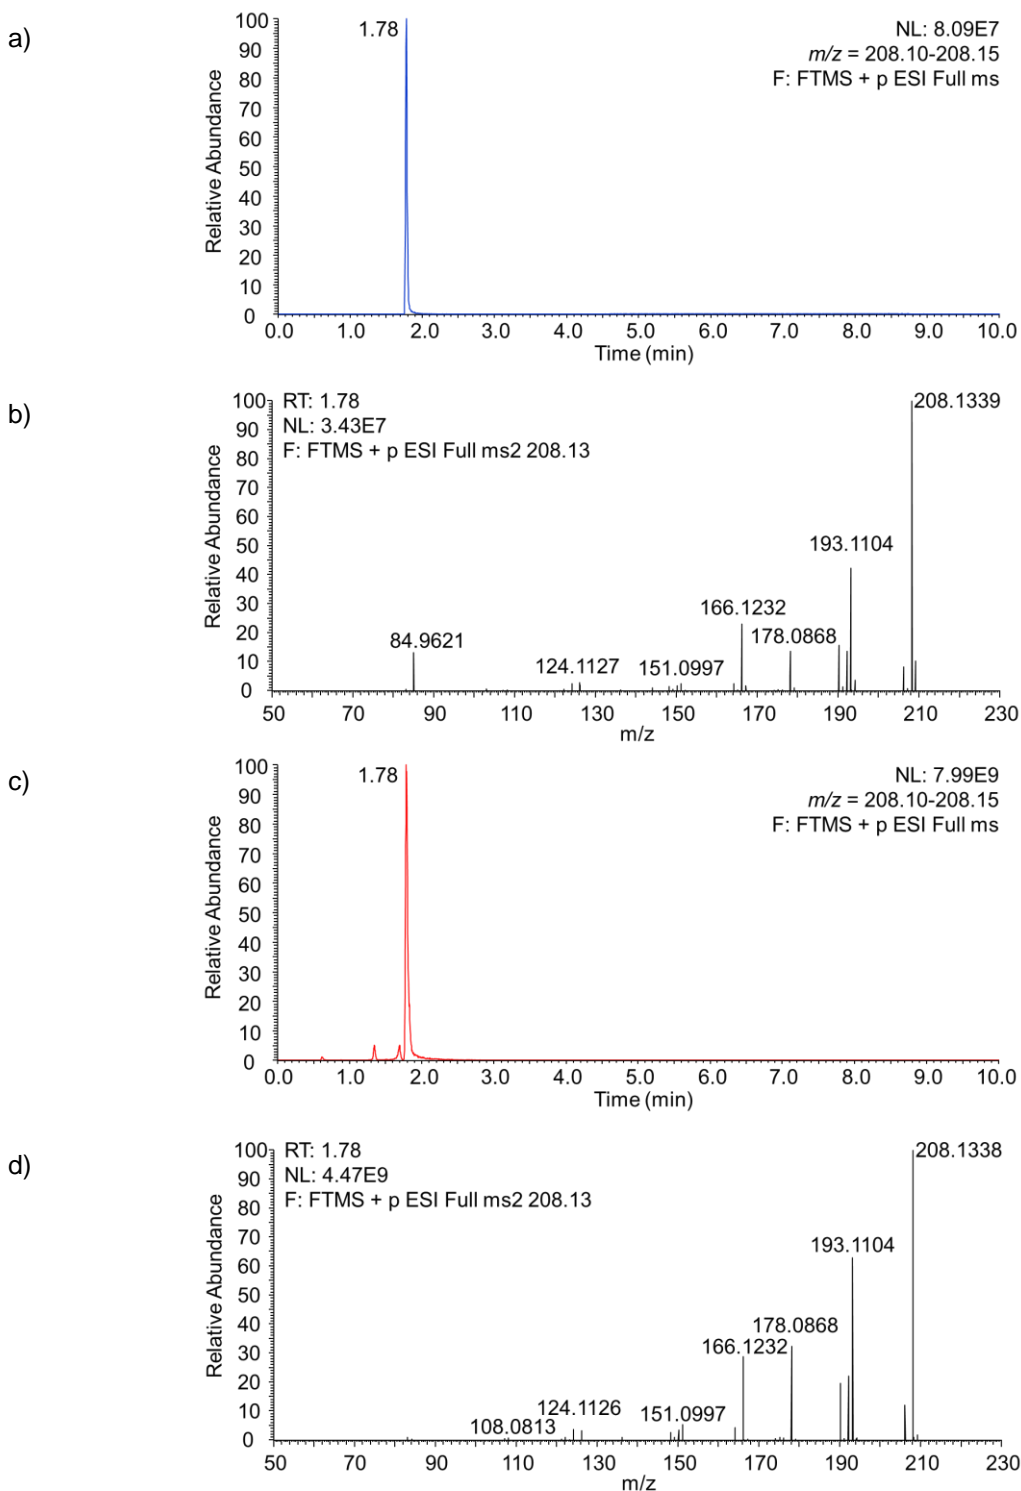 a)
1.78
NL: 8.09E7
m/z = 208.10-208.15
F: FTMS + p ESI Full ms
Relative Abundance
100
90
80
70
60
50
40
30
20
10
0
0.0 1.0 2.0 3.0 4.0 5.0 6.0 7.0 8.0 9.0 10.0
Time (min)
b)
RT: 1.78
NL: 3.43E7
F: FTMS + p ESI Full ms2 208.13
208.1339
193.1104
166.1232
178.0868
84.9621
124.1127
151.0997
Relative Abundance
100
90
80
70
60
50
40
30
20
10
0
50 70 90 110 130 150 170 190 210 230
m/z
c)
1.78
NL: 7.99E9
m/z = 208.10-208.15
F: FTMS + p ESI Full ms
Relative Abundance
100
90
80
70
60
50
40
30
20
10
0
0.0 1.0 2.0 3.0 4.0 5.0 6.0 7.0 8.0 9.0 10.0
Time (min)
d)
RT: 1.78
NL: 4.47E9
F: FTMS + p ESI Full ms2 208.13
208.1338
193.1104
178.0868
166.1232
124.1126
151.0997
108.0813
Relative Abundance
100
90
80
70
60
50
40
30
20
10
0
50 70 90 110 130 150 170 190 210 230
m/z